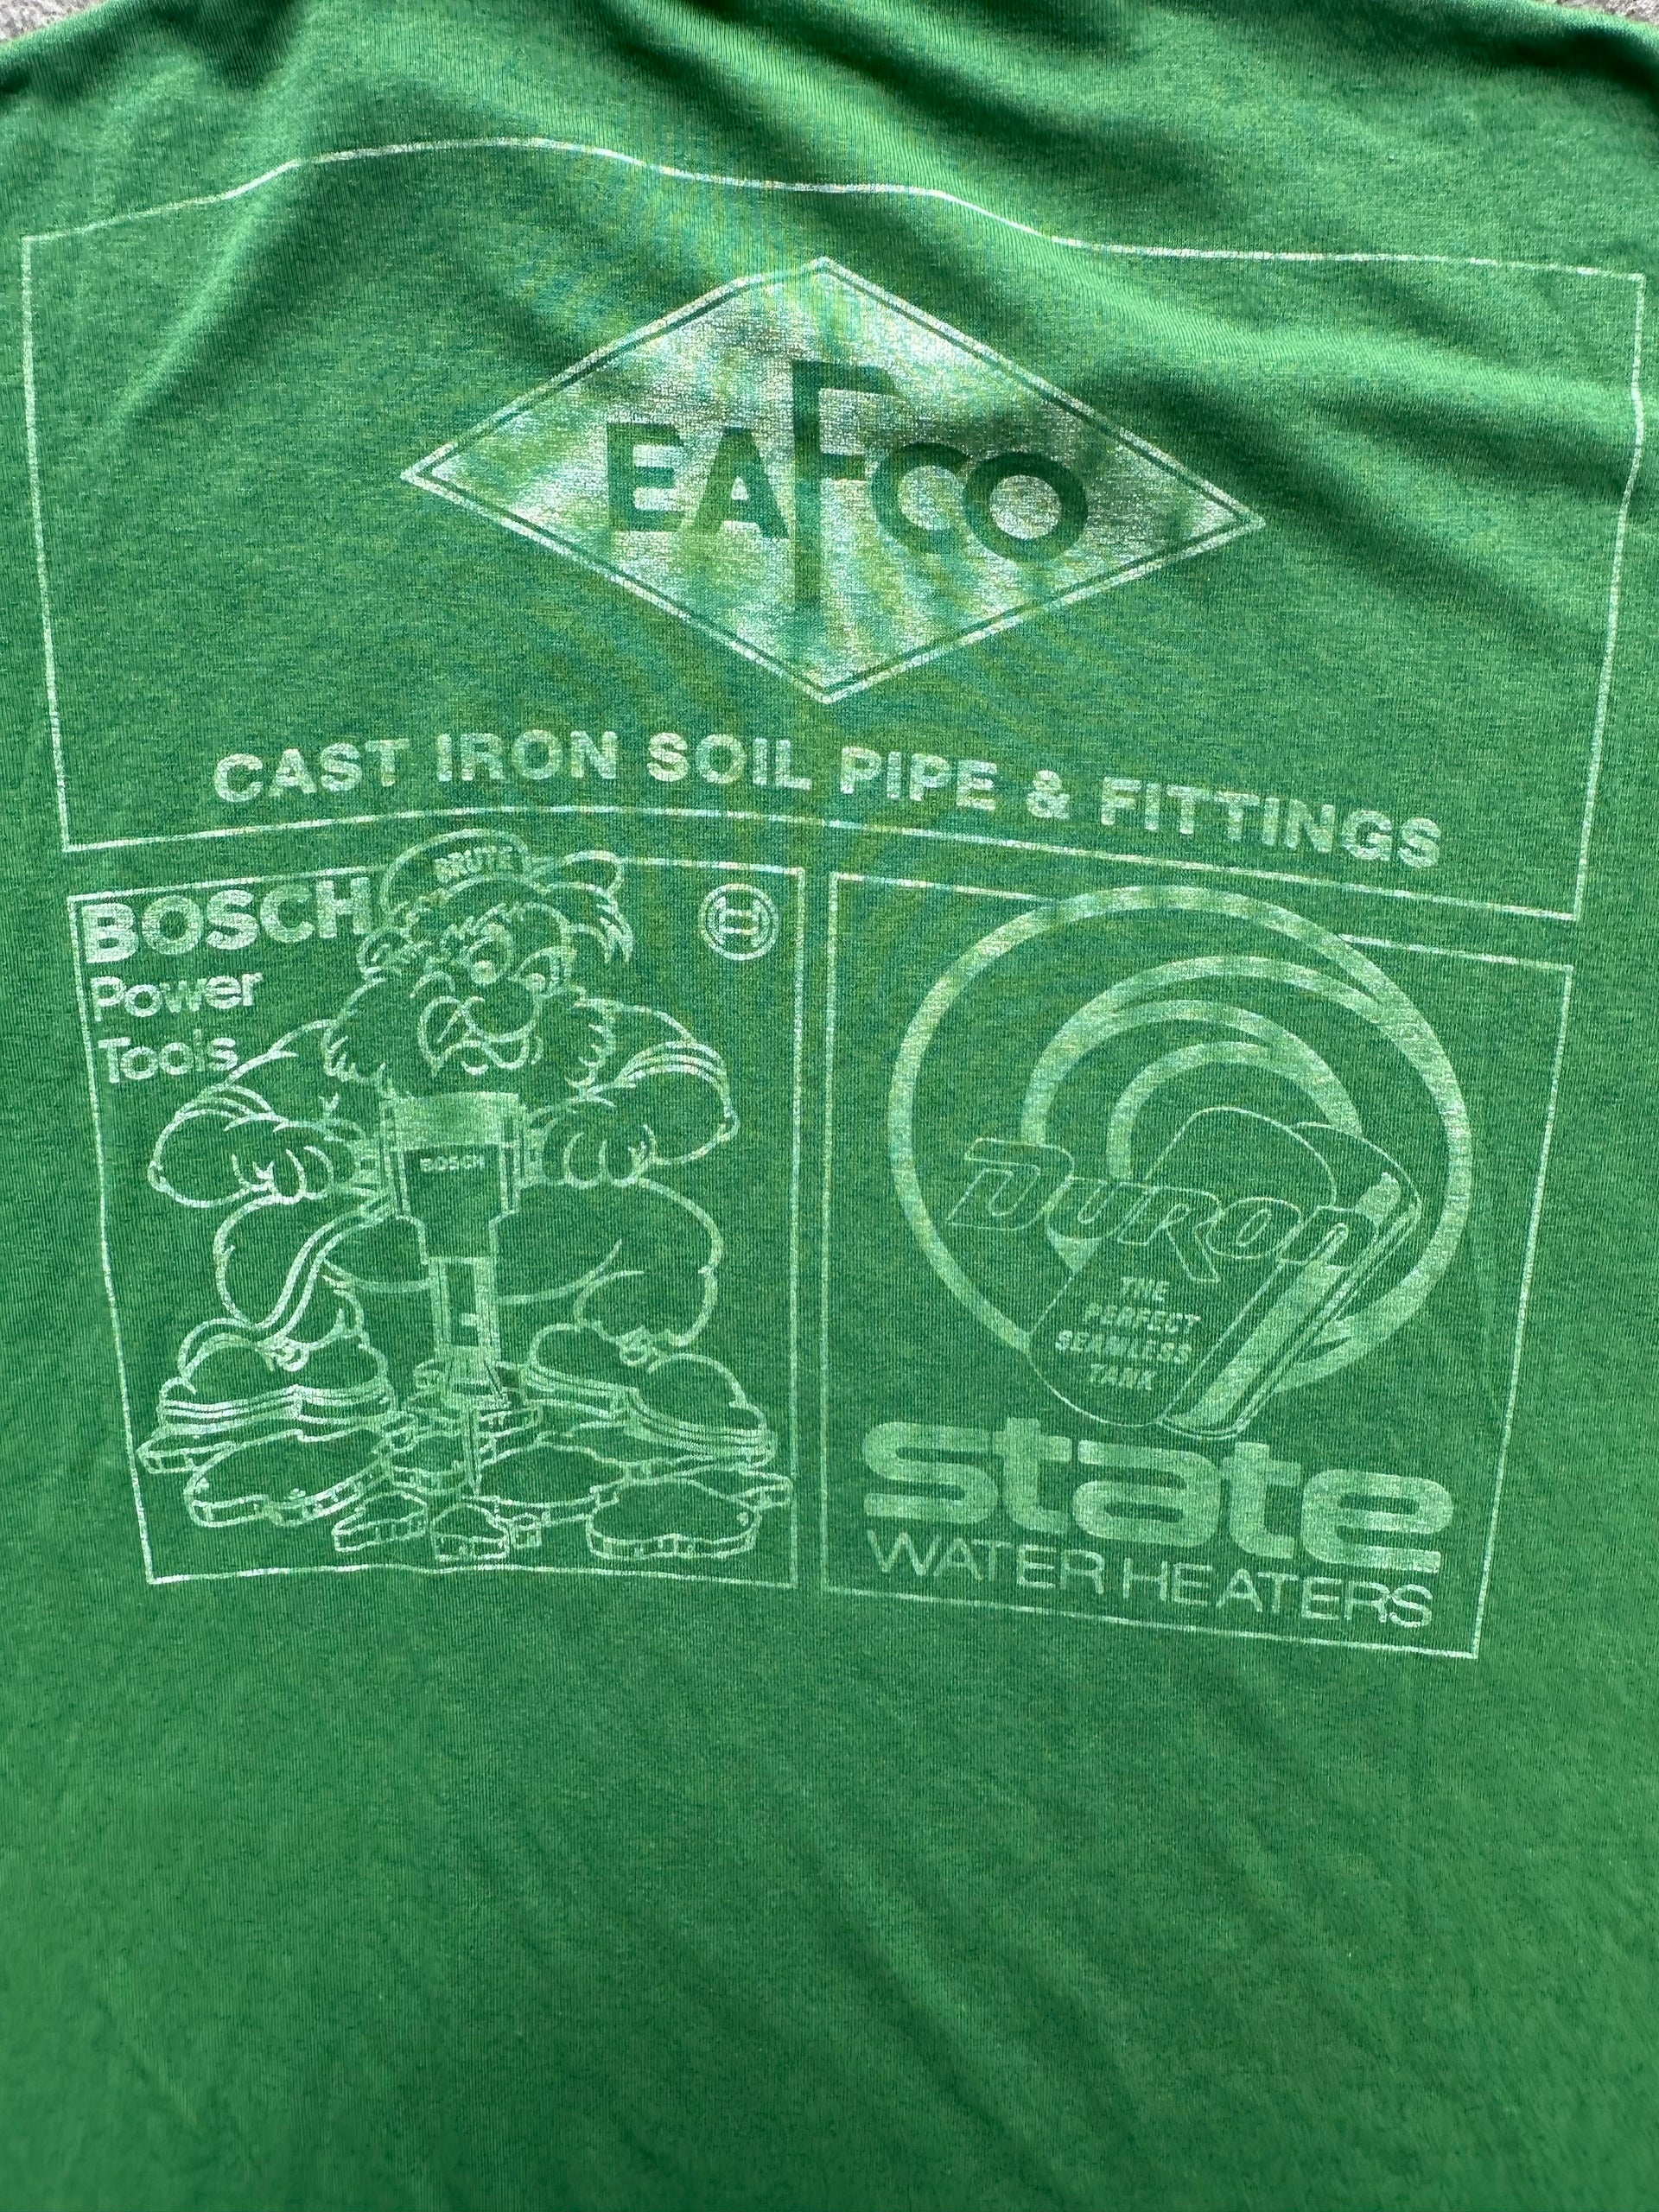 EAFCO
CAST IRON SOIL PIPE & FITTINGS
BRUTE
BOSCH
Power
Tools
BOSCH
DURON
THE
PERFECT
SEAMLESS
TANK
state
WATER HEATERS